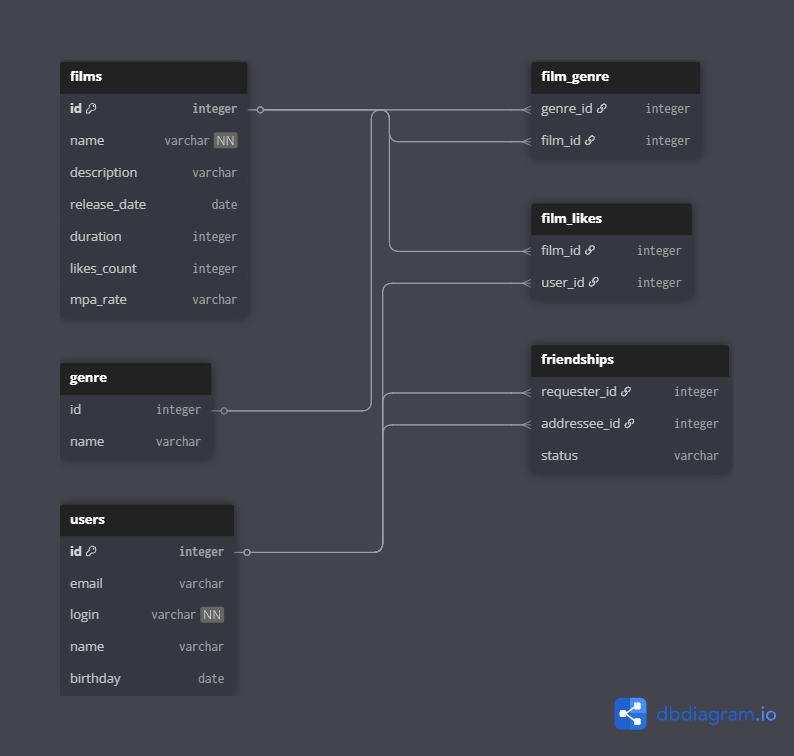 films
id integer
name varchar NN
description varchar
release_date date
duration integer
likes_count integer
mpa_rate varchar
genre
id integer
name varchar
users
id integer
email varchar
login varchar NN
name varchar
birthday date
film_genre
genre_id integer
film_id integer
film_likes
film_id integer
user_id integer
friendships
requester_id integer
addressee_id integer
status varchar
dbdiagram.io